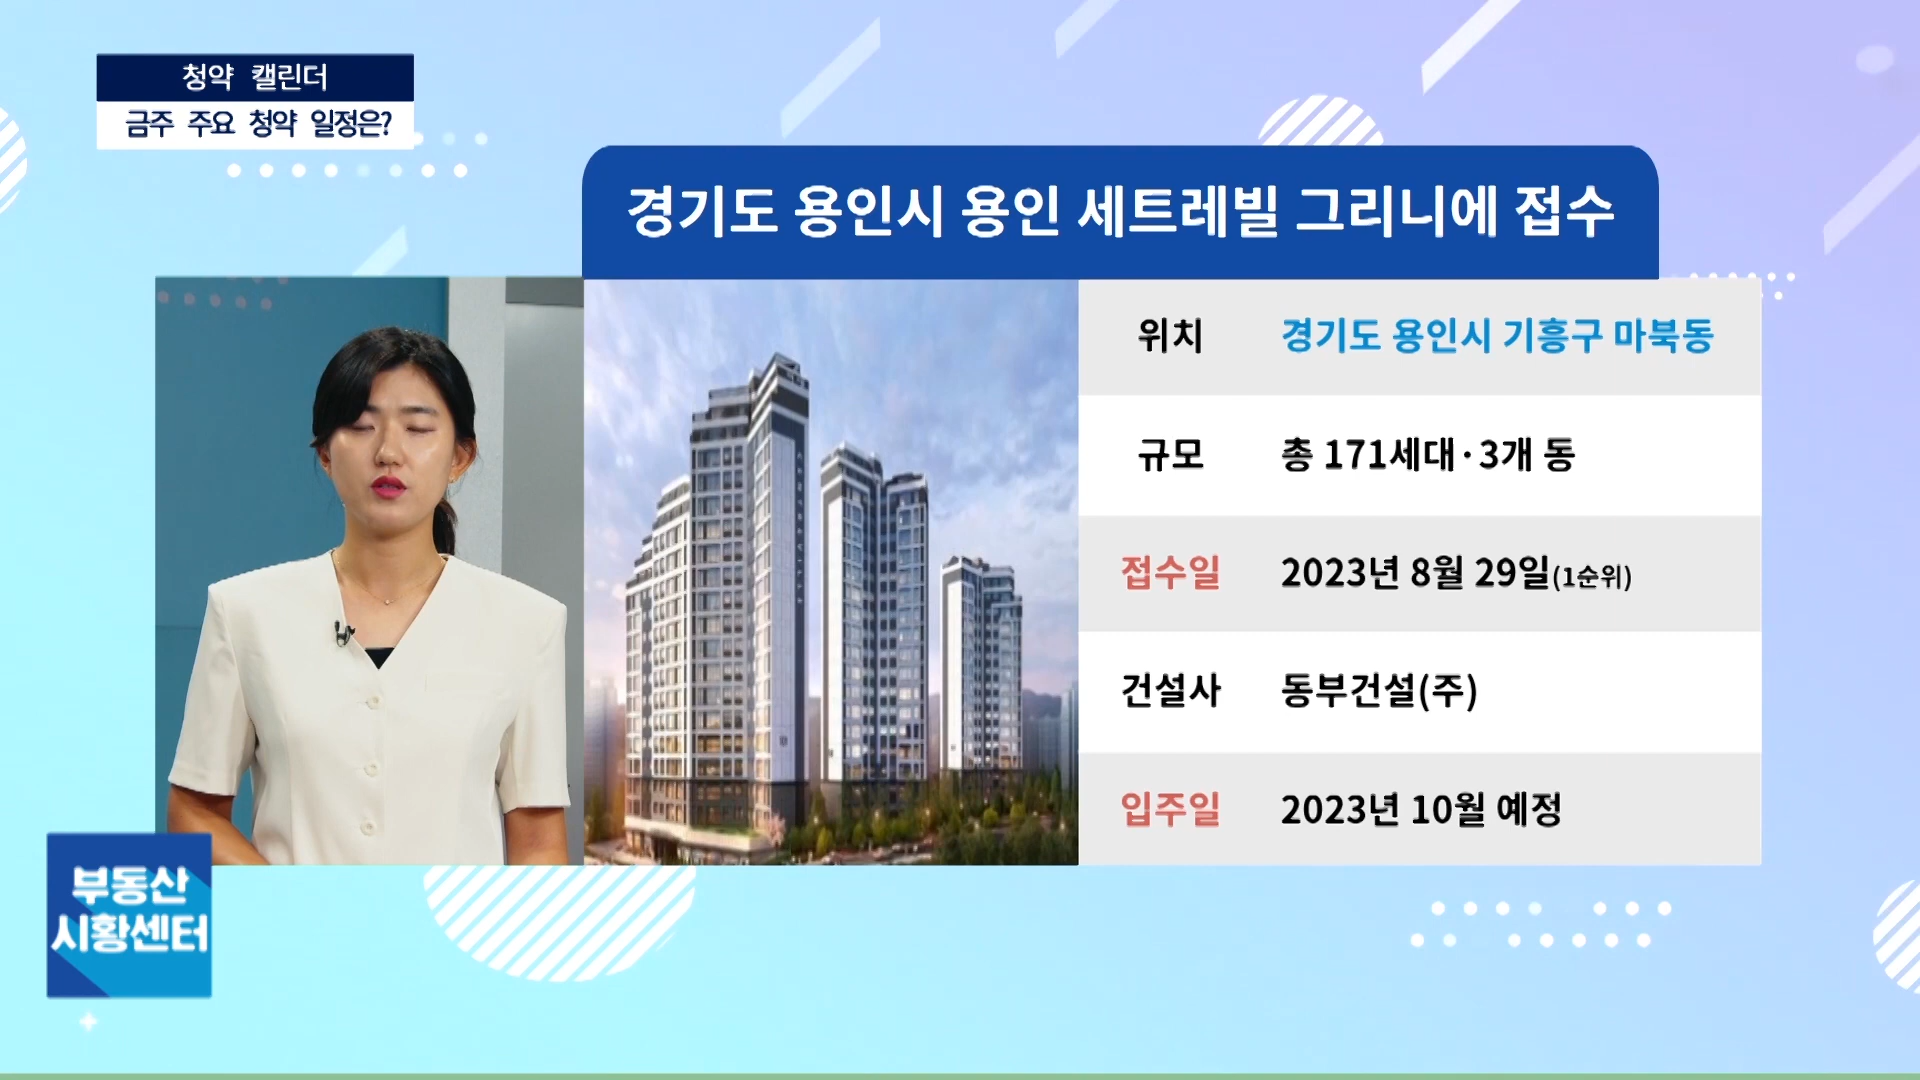 청약 캘린더
금주 주요 청약 일정은?
경기도 용인시 용인 세트레빌 그리니에 접수
위치 경기도 용인시 기흥구 마북동
규모 총 171세대·3개 동
접수일 2023년 8월 29일(1순위)
건설사 동부건설(주)
입주일 2023년 10월 예정
부동산
시황센터